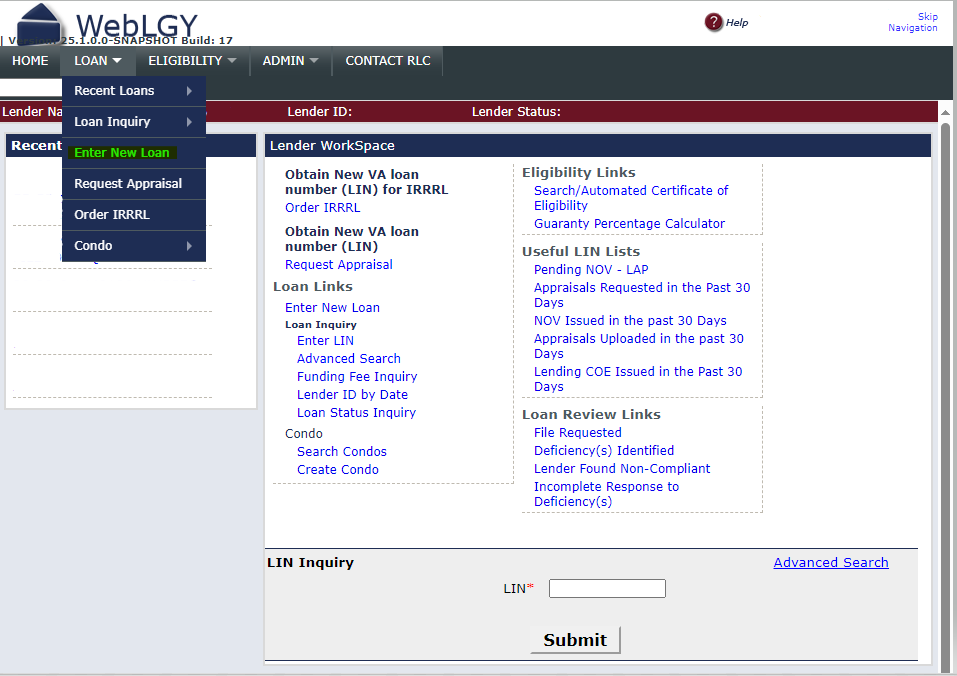 WebLGY
25.1.0.0-SNAPSHOT Build: 17
Help
Skip
Navigation
HOME
LOAN
ELIGIBILITY
ADMIN
CONTACT RLC
Recent Loans
Loan Inquiry
Enter New Loan
Request Appraisal
Order IRRRL
Condo
Lender Na
Lender ID:
Lender Status:
Recent
Lender WorkSpace
Obtain New VA loan
number (LIN) for IRRRL
Order IRRRL
Obtain New VA loan
number (LIN)
Request Appraisal
Loan Links
Enter New Loan
Loan Inquiry
Enter LIN
Advanced Search
Funding Fee Inquiry
Lender ID by Date
Loan Status Inquiry
Condo
Search Condos
Create Condo
Eligibility Links
Search/Automated Certificate of
Eligibility
Guaranty Percentage Calculator
Useful LIN Lists
Pending NOV - LAP
Appraisals Requested in the Past 30
Days
NOV Issued in the past 30 Days
Appraisals Uploaded in the past 30
Days
Lending COE Issued in the Past 30
Days
Loan Review Links
File Requested
Deficiency(s) Identified
Lender Found Non-Compliant
Incomplete Response to
Deficiency(s)
LIN Inquiry
Advanced Search
LIN*
Submit